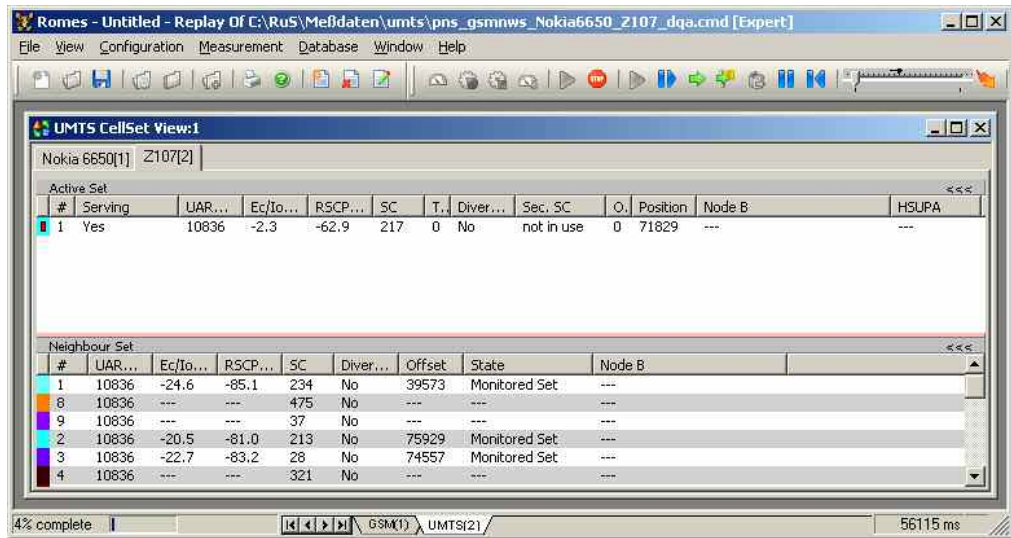 Romes - Untitled - Replay Of C:\RuS\Meßdaten\umts\pns_gsmnws_Nokia6650_Z107_dqa.cmd [Expert]
File View Configuration Measurement Database Window Help
UMTS CellSet View:1
Nokia 6650[1] Z107[2]
Active Set <<<
# Serving UAR... Ec/Io... RSCP... SC T.. Diver... Sec. SC O. Position Node B HSUPA
1 Yes 10836 -2.3 -62.9 217 0 No not in use 0 71829 --- ---
Neighbour Set <<<
# UAR... Ec/Io... RSCP... SC Diver... Offset State Node B
1 10836 -24.6 -85.1 234 No 39573 Monitored Set ---
8 10836 --- --- 475 No --- --- ---
9 10836 --- --- 37 No --- --- ---
2 10836 -20.5 -81.0 213 No 75929 Monitored Set ---
3 10836 -22.7 -83.2 28 No 74557 Monitored Set ---
4 10836 --- --- 321 No --- --- ---
4% complete GSM(1) UMTS(2) 56115 ms